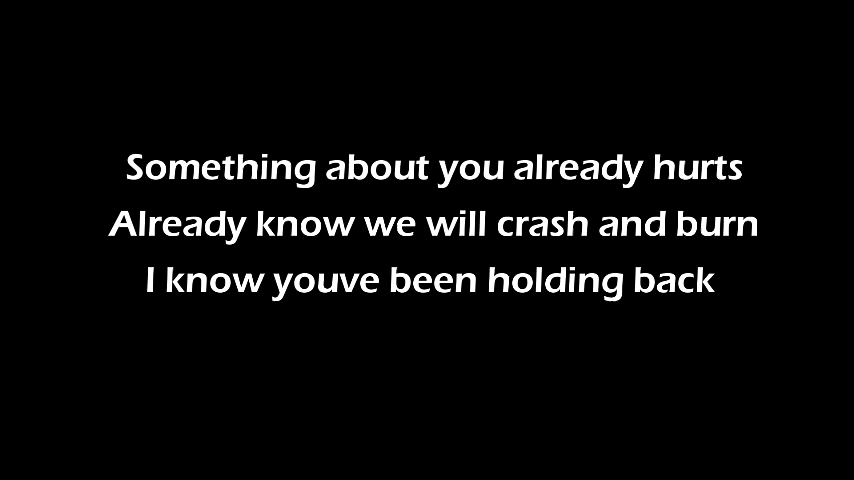 Something about you already hurts
Already know we will crash and burn
I know youve been holding back